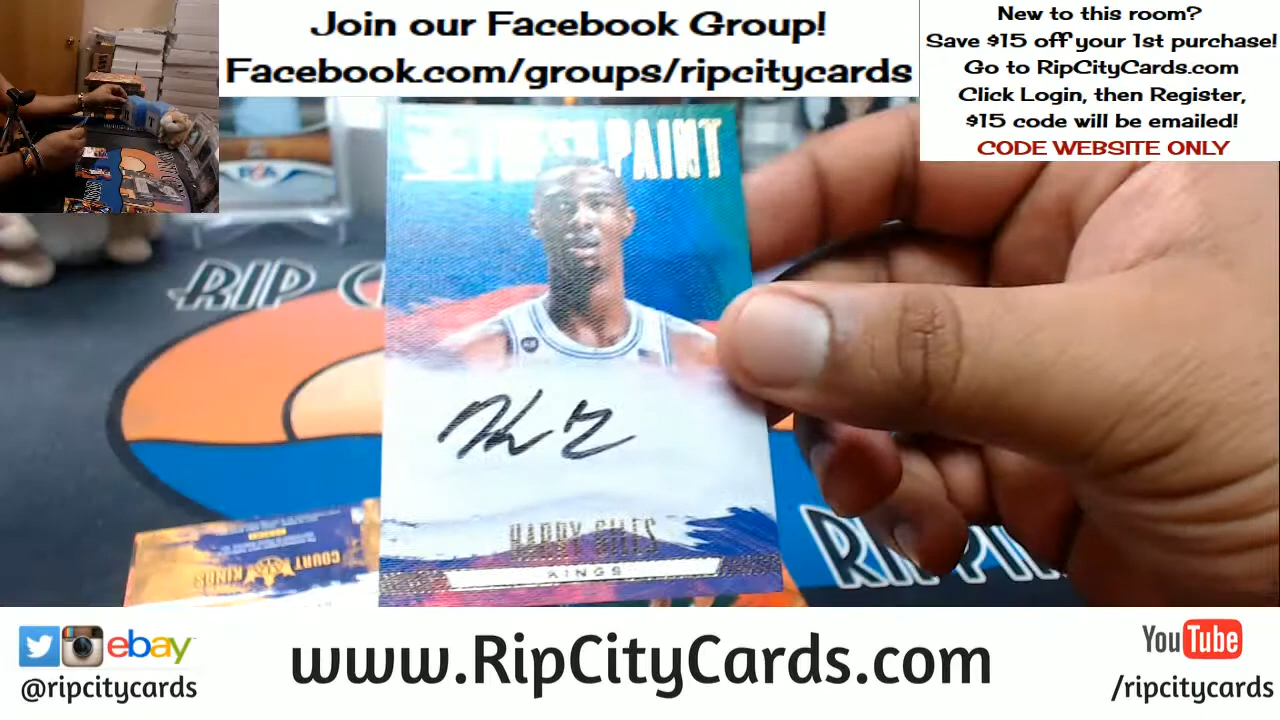 Join our Facebook Group!
Facebook.com/groups/ripcitycards
New to this room?
Save $15 off your 1st purchase!
Go to RipCityCards.com
Click Login, then Register,
$15 code will be emailed!
CODE WEBSITE ONLY
PAINT
RIP C
HARRY GILES
KINGS
COURT KINGS
RIPPIN
ebay
@ripcitycards
www.RipCityCards.com
YouTube
/ripcitycards